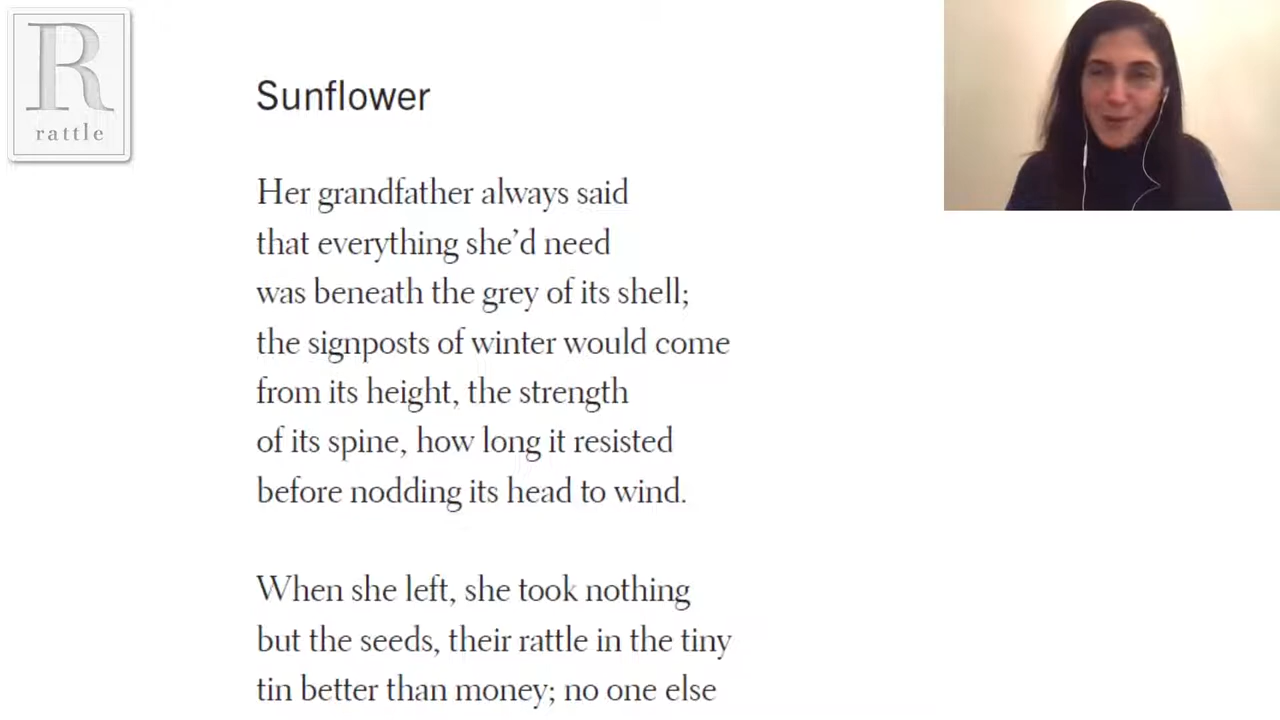 R
rattle
Sunflower
Her grandfather always said
that everything she’d need
was beneath the grey of its shell;
the signposts of winter would come
from its height, the strength
of its spine, how long it resisted
before nodding its head to wind.
When she left, she took nothing
but the seeds, their rattle in the tiny
tin better than money; no one else